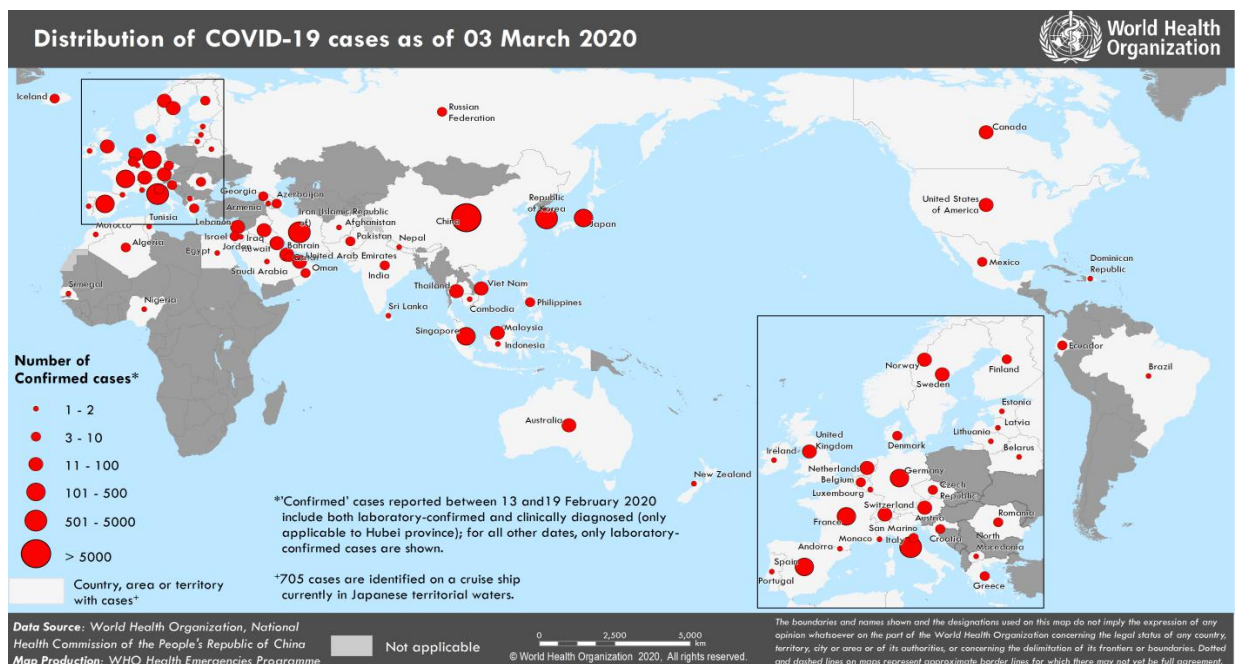 Distribution of COVID-19 cases as of 03 March 2020
World Health
Organization
Iceland
Russian
Federation
Canada
United States
of America
Mexico
Dominican
Republic
Ecuador
Brazil
Georgia
Azerbaijan
Armenia
Iran (Islamic Republic
of)
Afghanistan
China
Republic
of Korea
Japan
Tunisia
Lebanon
Morocco
Israel
Iraq
Pakistan
Nepal
Algeria
Jordan
Kuwait
Bahrain
Egypt
Qatar
United Arab Emirates
Saudi Arabia
Oman
India
Senegal
Nigeria
Thailand
Viet Nam
Sri Lanka
Cambodia
Philippines
Singapore
Malaysia
Indonesia
Australia
New Zealand
Number of
Confirmed cases*
1 - 2
3 - 10
11 - 100
101 - 500
501 - 5000
> 5000
Country, area or territory
with cases⁺
*'Confirmed' cases reported between 13 and19 February 2020
include both laboratory-confirmed and clinically diagnosed (only
applicable to Hubei province); for all other dates, only laboratory-
confirmed cases are shown.
⁺705 cases are identified on a cruise ship
currently in Japanese territorial waters.
Norway
Finland
Sweden
Estonia
Latvia
Lithuania
Belarus
United
Kingdom
Ireland
Denmark
Netherlands
Belgium
Germany
Luxembourg
Czech
Republic
Switzerland
Austria
France
San Marino
Romania
Monaco
Italy
Croatia
North
Macedonia
Andorra
Spain
Portugal
Greece
Data Source: World Health Organization, National
Health Commission of the People's Republic of China
Map Production: WHO Health Emergencies Programme
Not applicable
0 2,500 5,000
km
© World Health Organization 2020, All rights reserved.
The boundaries and names shown and the designations used on this map do not imply the expression of any
opinion whatsoever on the part of the World Health Organization concerning the legal status of any country,
territory, city or area or of its authorities, or concerning the delimitation of its frontiers or boundaries. Dotted
and dashed lines on maps represent approximate border lines for which there may not yet be full agreement.